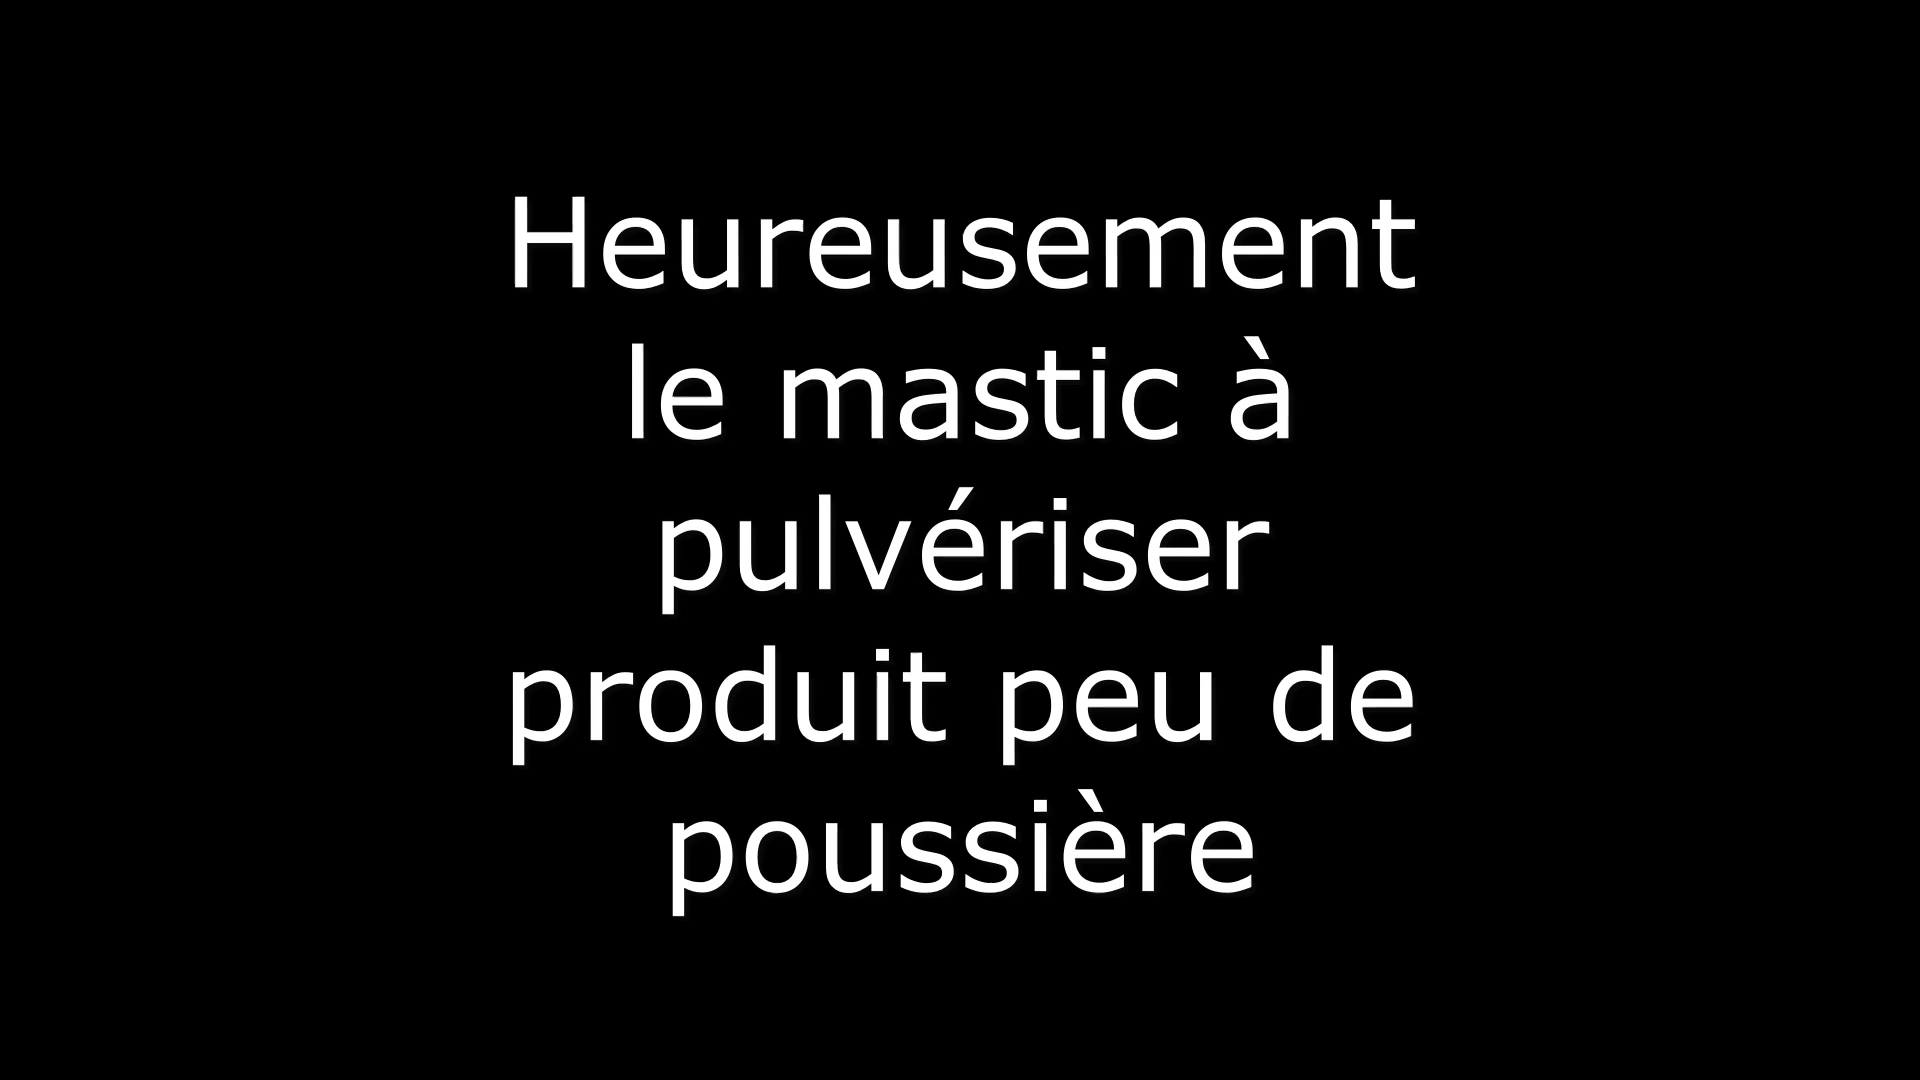 Heureusement
le mastic à
pulvériser
produit peu de
poussière